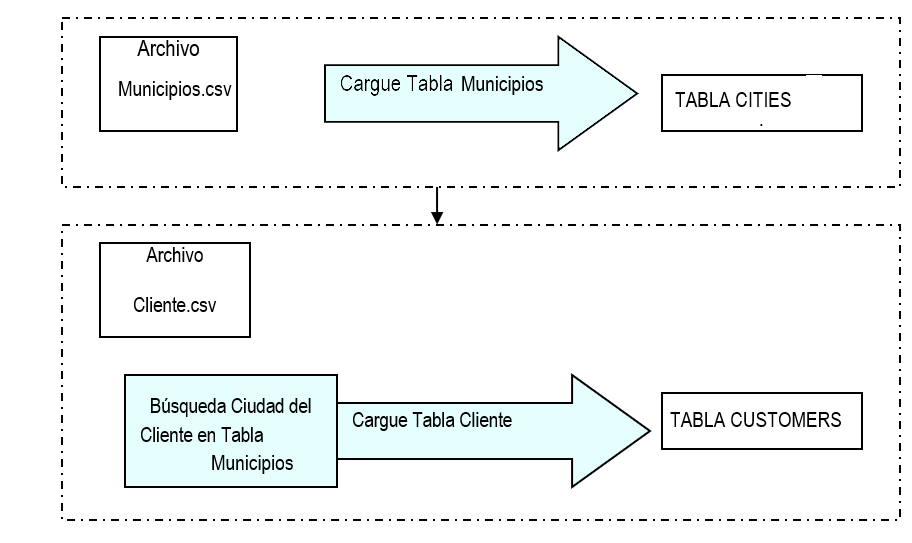 Archivo
Municipios.csv
Cargue Tabla Municipios
TABLA CITIES
.
Archivo
Cliente.csv
Búsqueda Ciudad del
Cliente en Tabla
Municipios
Cargue Tabla Cliente
TABLA CUSTOMERS